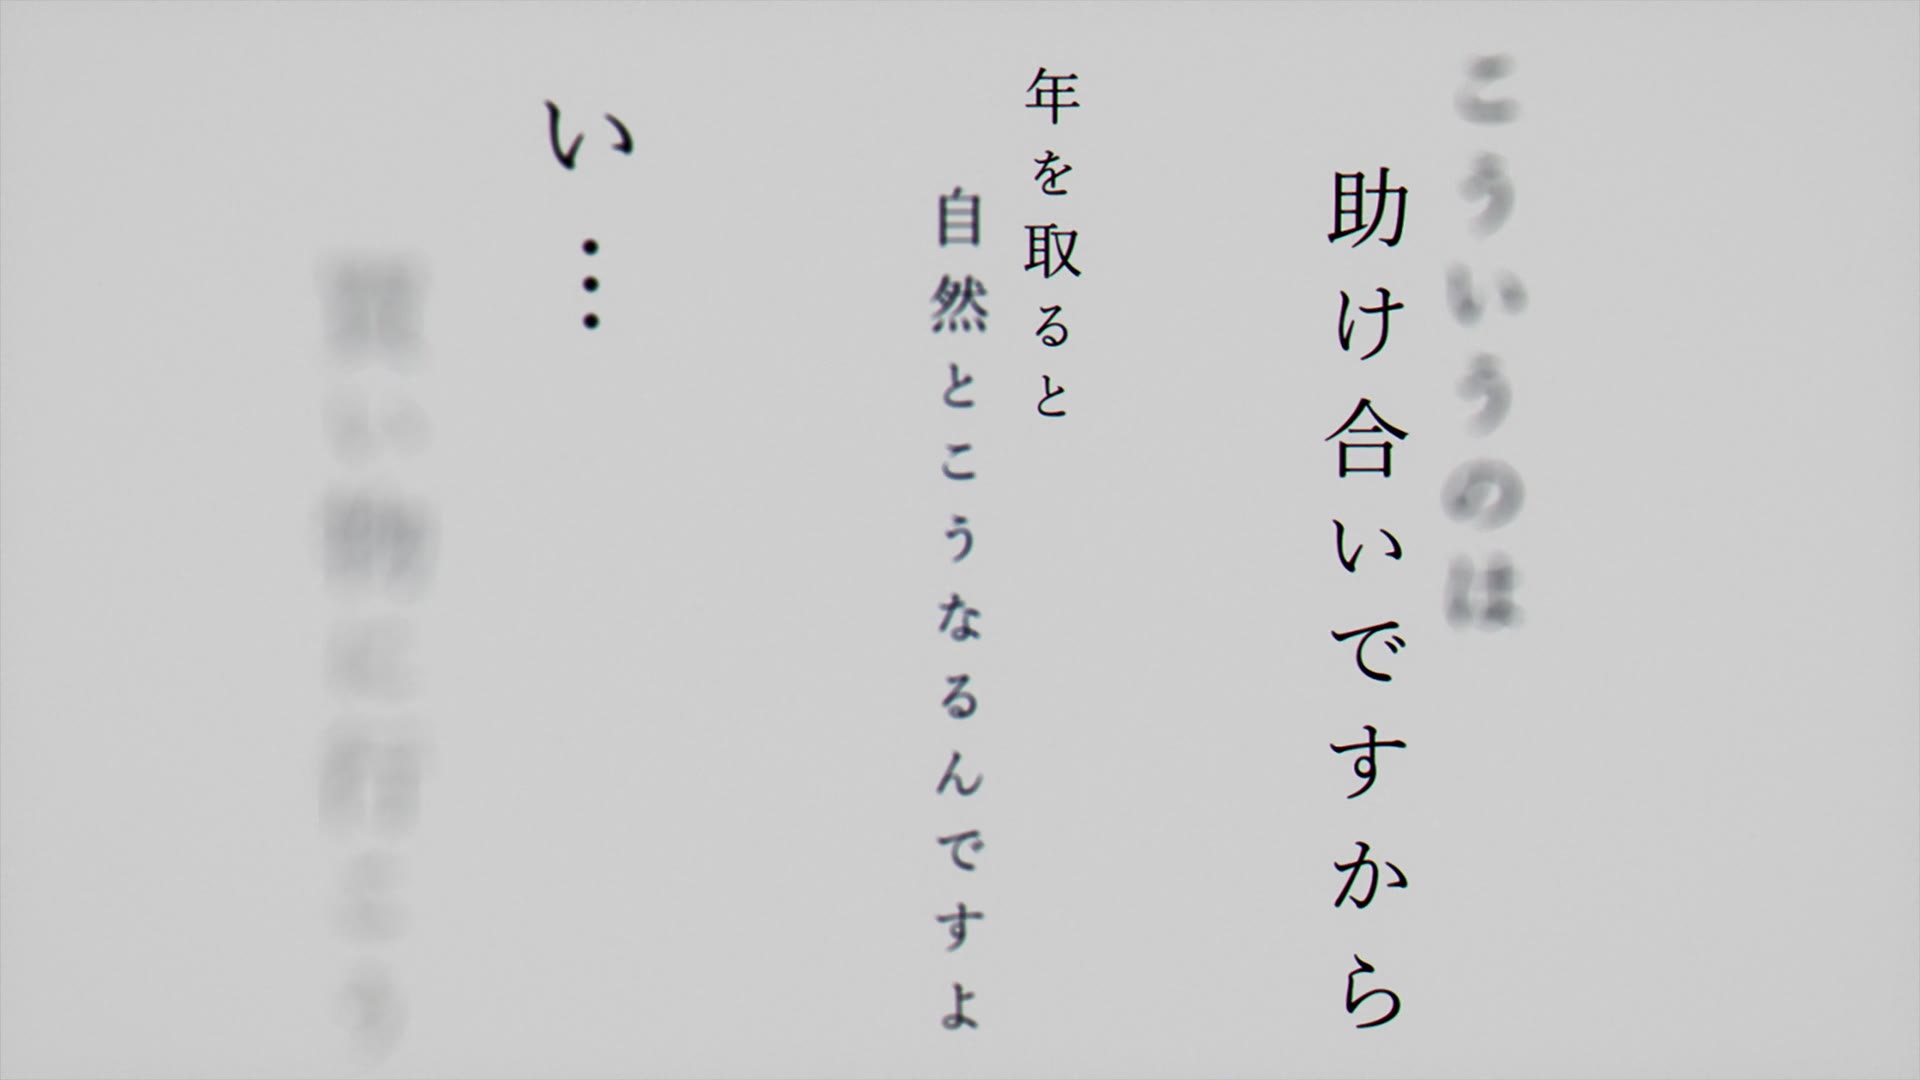 こういうのは
助け合いですから
年を取ると
自然とこうなるんですよ
い…